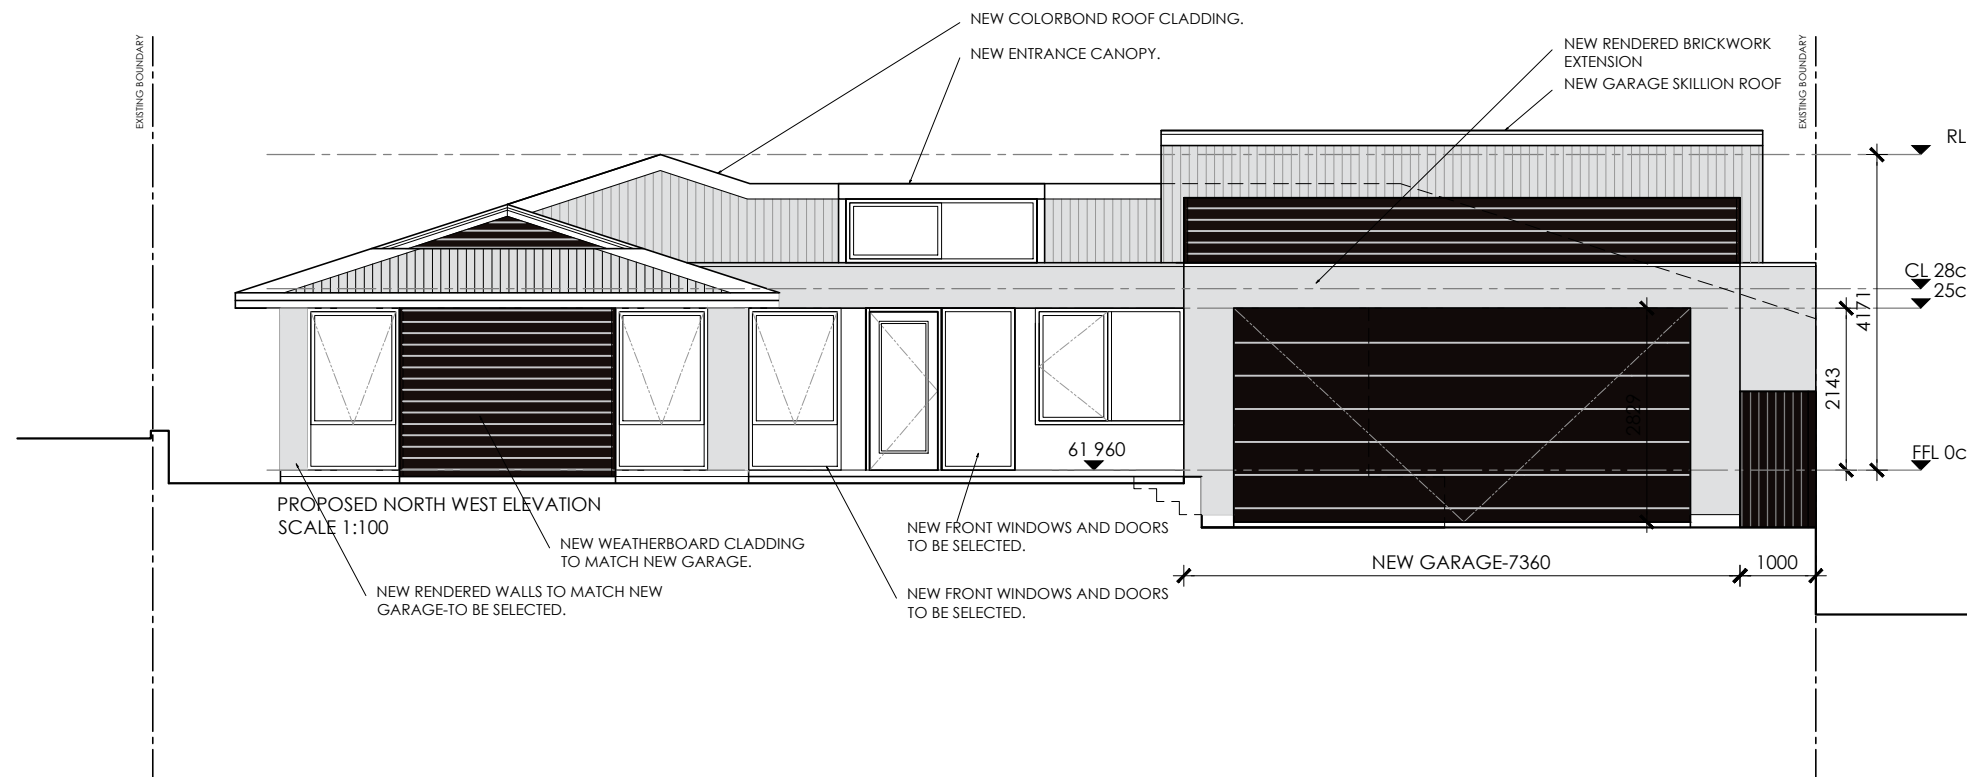 NEW COLORBOND ROOF CLADDING.
NEW ENTRANCE CANOPY.
NEW RENDERED BRICKWORK
EXTENSION
NEW GARAGE SKILLION ROOF
EXISTING BOUNDARY
EXISTING BOUNDARY
RL
CL 28c
25c
4171
2143
2829
61 960
FFL 0c
PROPOSED NORTH WEST ELEVATION
SCALE 1:100
NEW WEATHERBOARD CLADDING
TO MATCH NEW GARAGE.
NEW RENDERED WALLS TO MATCH NEW
GARAGE-TO BE SELECTED.
NEW FRONT WINDOWS AND DOORS
TO BE SELECTED.
NEW FRONT WINDOWS AND DOORS
TO BE SELECTED.
NEW GARAGE-7360
1000